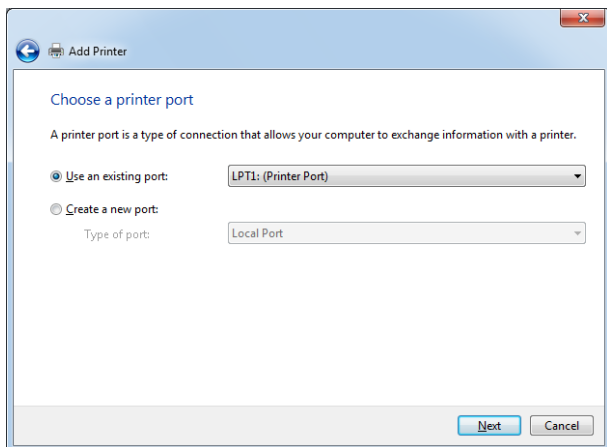 Add Printer
Choose a printer port
A printer port is a type of connection that allows your computer to exchange information with a printer.
Use an existing port: LPT1: (Printer Port)
Create a new port:
Type of port: Local Port
Next Cancel